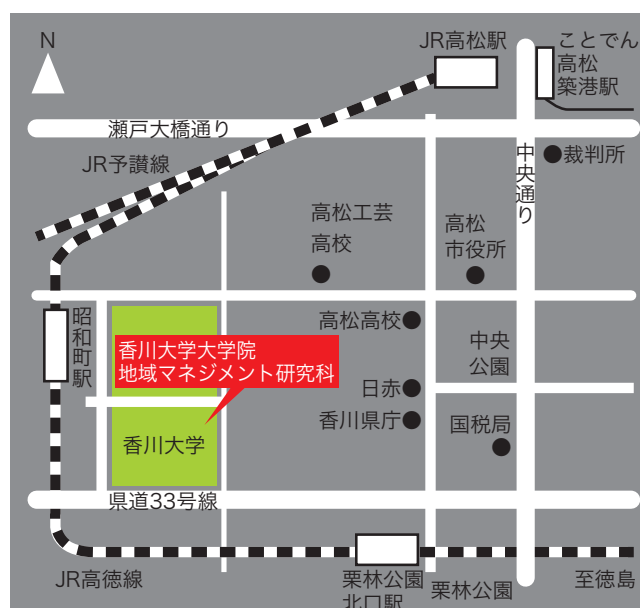 N
JR高松駅
ことでん
高松
築港駅
瀬戸大橋通り
JR予讃線
中央通り
裁判所
高松工芸
高校
高松
市役所
昭和町駅
高松高校
中央
公園
香川大学大学院
地域マネジメント研究科
日赤
香川県庁
国税局
香川大学
県道33号線
JR高徳線
栗林公園
北口駅
栗林公園
至徳島